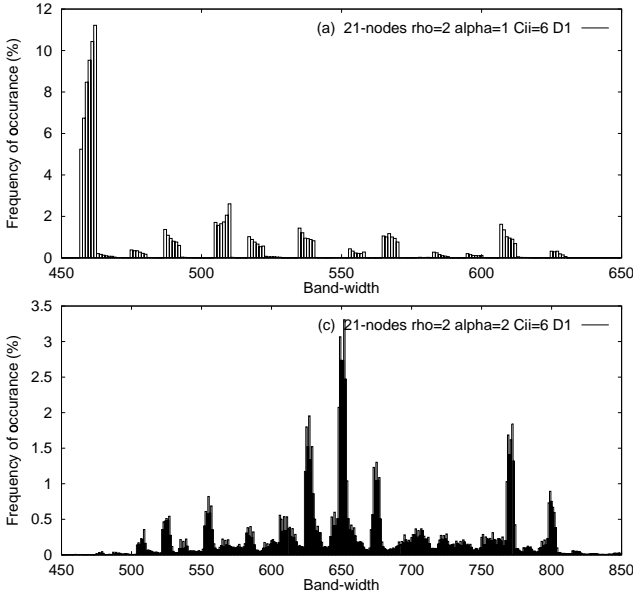 12
10
8
6
4
2
0
Frequency of occurance (%)
(a) 21-nodes rho=2 alpha=1 Cii=6 D1
450 500 550 600 650
Band-width
3.5
3
2.5
2
1.5
1
0.5
0
Frequency of occurance (%)
(c) 21-nodes rho=2 alpha=2 Cii=6 D1
450 500 550 600 650 700 750 800 850
Band-width